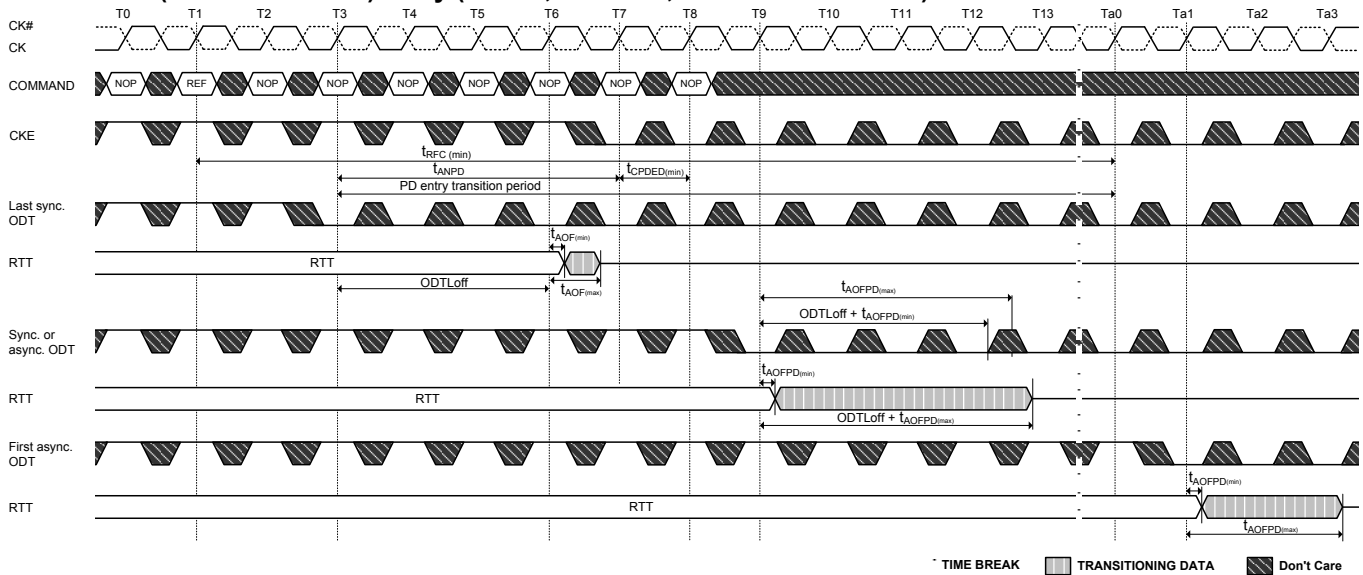 T0 T1 T2 T3 T4 T5 T6 T7 T8 T9 T10 T11 T12 T13 Ta0 Ta1 Ta2 Ta3
CK#
CK
COMMAND NOP REF NOP NOP NOP NOP NOP NOP NOP
CKE
tRFC (min)
tANPD tCPDED(min)
PD entry transition period
Last sync.
ODT
tAOF(min)
RTT RTT
ODTLoff tAOF(max)
tAOFPD(max)
ODTLoff + tAOFPD(min)
Sync. or
async. ODT
tAOFPD(min)
RTT RTT
ODTLoff + tAOFPD(max)
First async.
ODT
tAOFPD(min)
RTT RTT
tAOFPD(max)
TIME BREAK TRANSITIONING DATA Don't Care